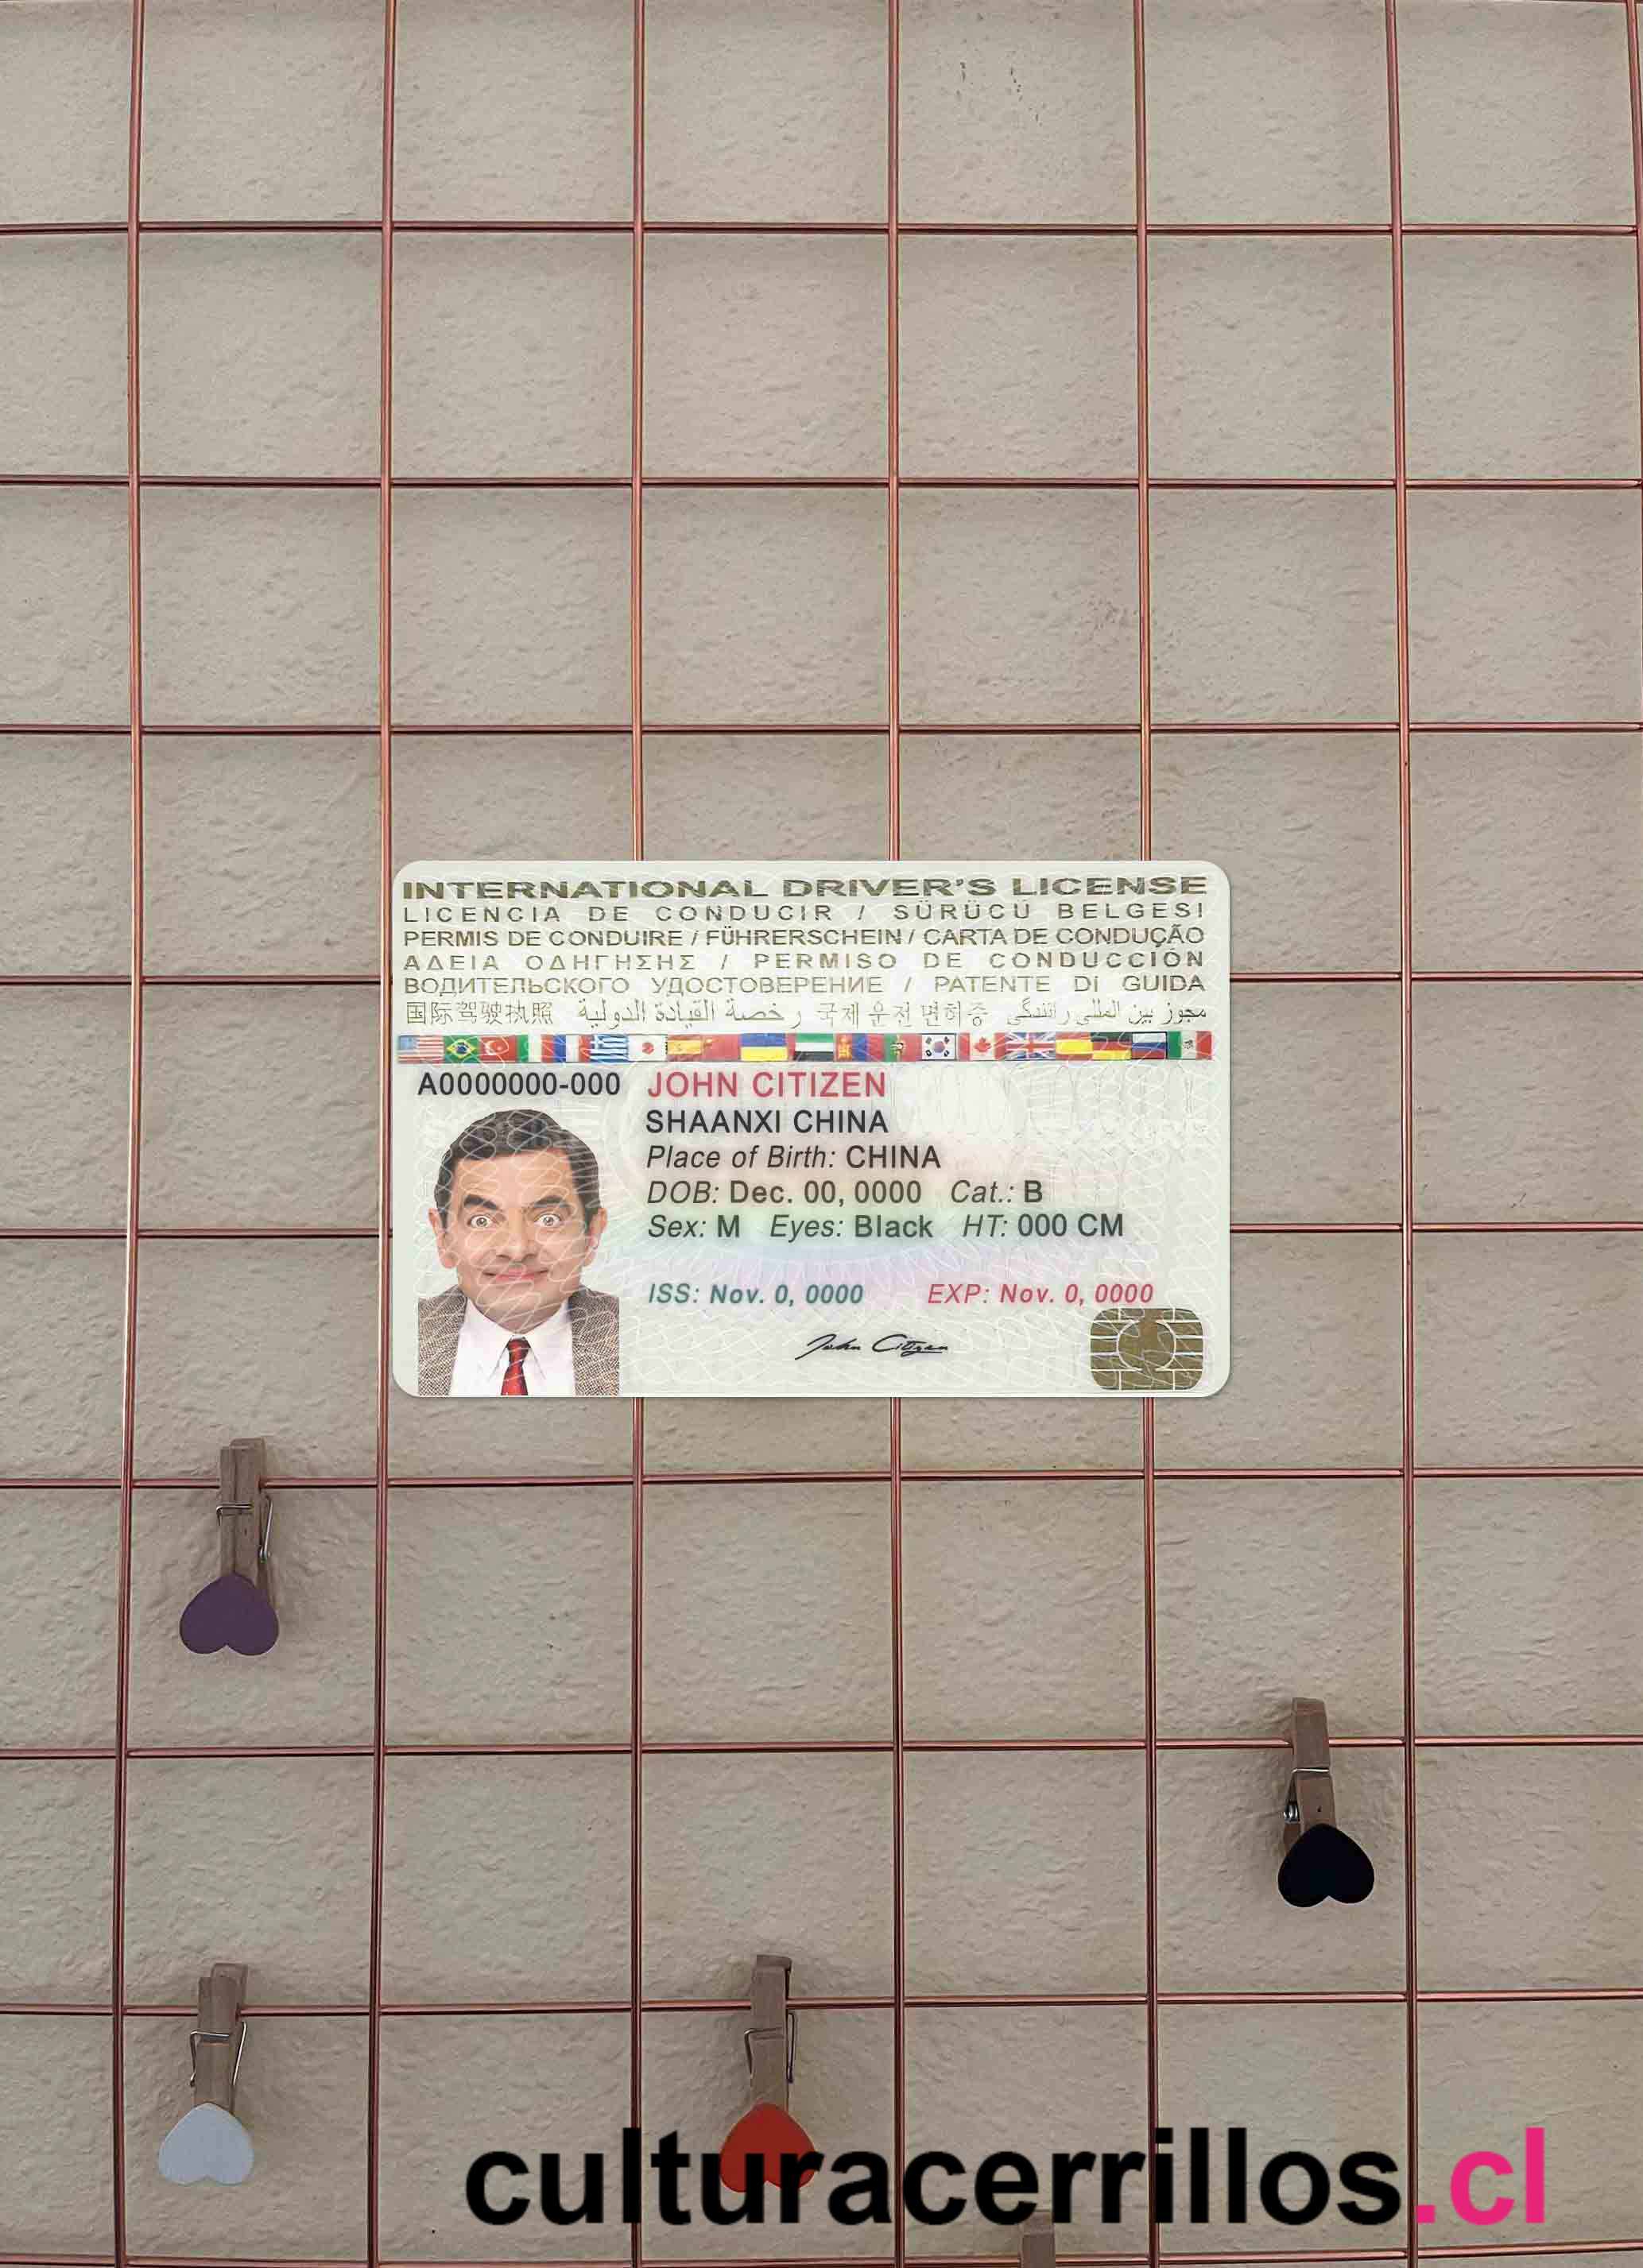 INTERNATIONAL DRIVER'S LICENSE
LICENCIA DE CONDUCIR / SÜRÜCÜ BELGESI
PERMIS DE CONDUIRE / FÜHRERSCHEIN / CARTA DE CONDUÇÃO
ΑΔΕΙΑ ΟΔΗΓΗΣΗΣ / PERMISO DE CONDUCCIÓN
ВОДИТЕЛЬСКОГО УДОСТОВЕРЕНИЕ / PATENTE DI GUIDA
国际驾驶执照 رخصة القيادة الدولية 국제 운전 면허증 مجوز بين المللى رانندگى
A0000000-000 JOHN CITIZEN
SHAANXI CHINA
Place of Birth: CHINA
DOB: Dec. 00, 0000 Cat.: B
Sex: M Eyes: Black HT: 000 CM
ISS: Nov. 0, 0000 EXP: Nov. 0, 0000
John Citizen
culturacerrillos.cl